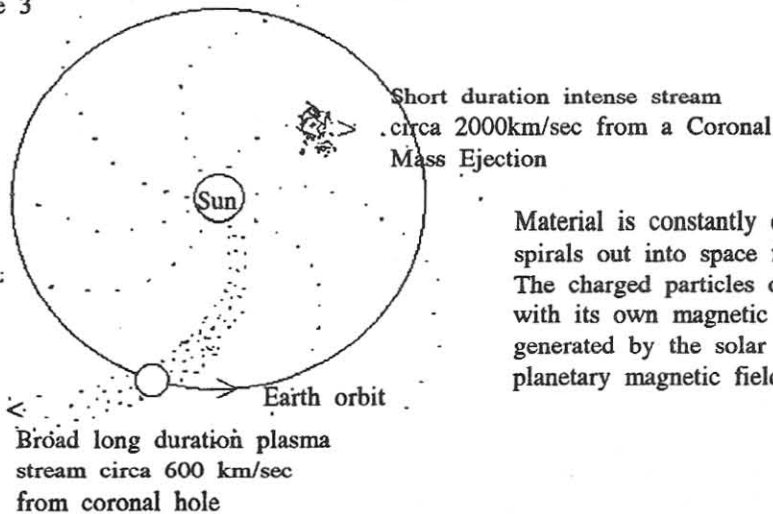 e 3
Short duration intense stream
circa 2000km/sec from a Coronal
Mass Ejection
Sun
Material is constantly
spirals out into space
The charged particles
with its own magnetic
generated by the solar
planetary magnetic
Earth orbit
Broad long duration plasma
stream circa 600 km/sec
from coronal hole